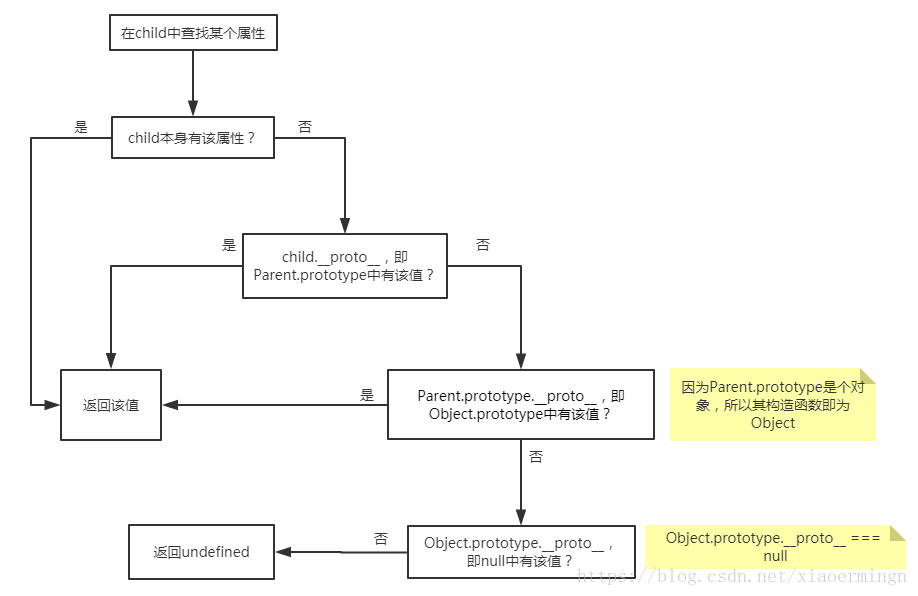 在child中查找某个属性
是
child本身有该属性？
否
是
child.__proto__，即
Parent.prototype中有该值？
否
返回该值
是
Parent.prototype.__proto__，即
Object.prototype中有该值？
因为Parent.prototype是个对
象，所以其构造函数即为
Object
否
返回undefined
否
Object.prototype.__proto__，
即null中有该值？
Object.prototype.__proto__ ===
null
https://blog.csdn.net/xiaoermingn